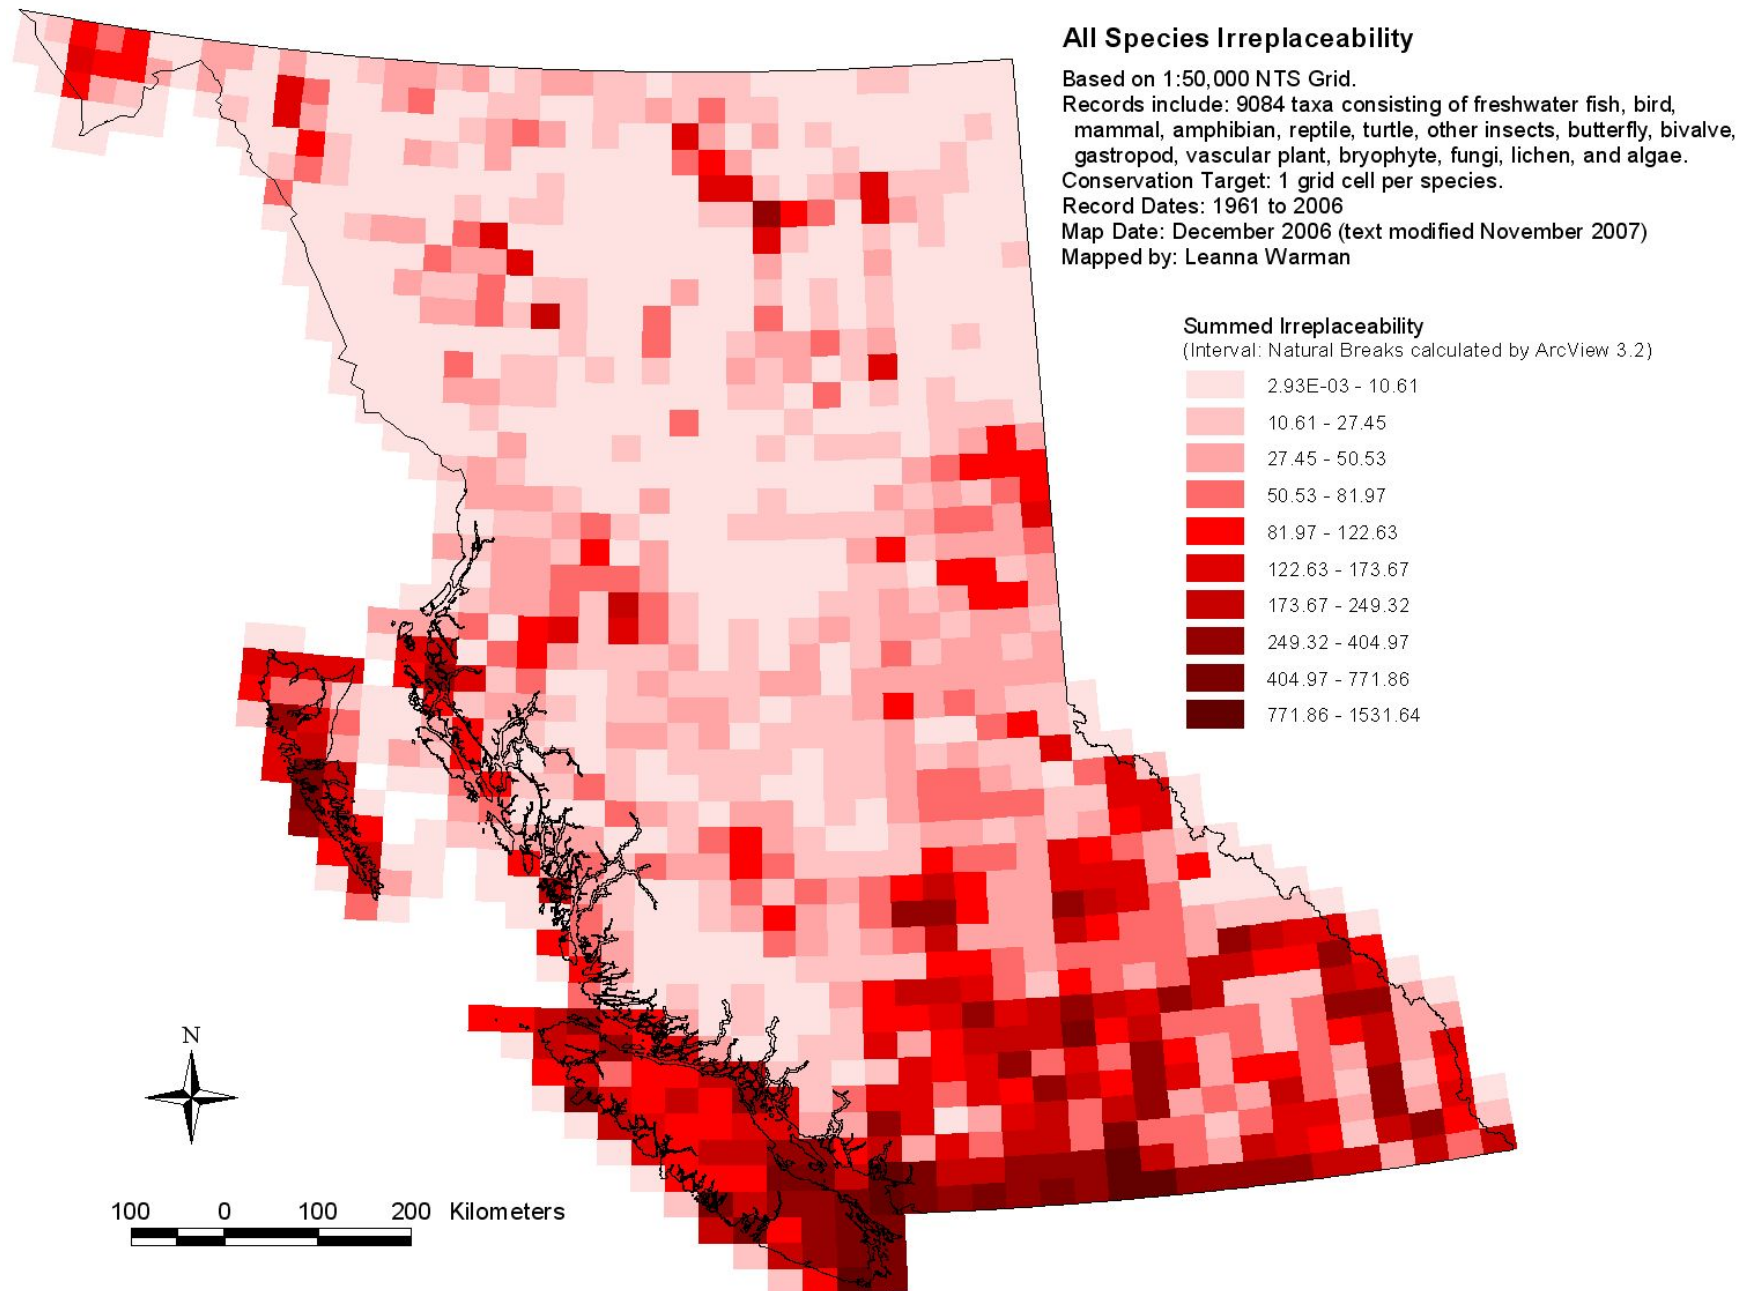 All Species Irreplaceability
Based on 1:50,000 NTS Grid.
Records include: 9084 taxa consisting of freshwater fish, bird,
mammal, amphibian, reptile, turtle, other insects, butterfly, bivalve,
gastropod, vascular plant, bryophyte, fungi, lichen, and algae.
Conservation Target: 1 grid cell per species.
Record Dates: 1961 to 2006
Map Date: December 2006 (text modified November 2007)
Mapped by: Leanna Warman
Summed Irreplaceability
(Interval: Natural Breaks calculated by ArcView 3.2)
2.93E-03 - 10.61
10.61 - 27.45
27.45 - 50.53
50.53 - 81.97
81.97 - 122.63
122.63 - 173.67
173.67 - 249.32
249.32 - 404.97
404.97 - 771.86
771.86 - 1531.64
N
100 0 100 200 Kilometers